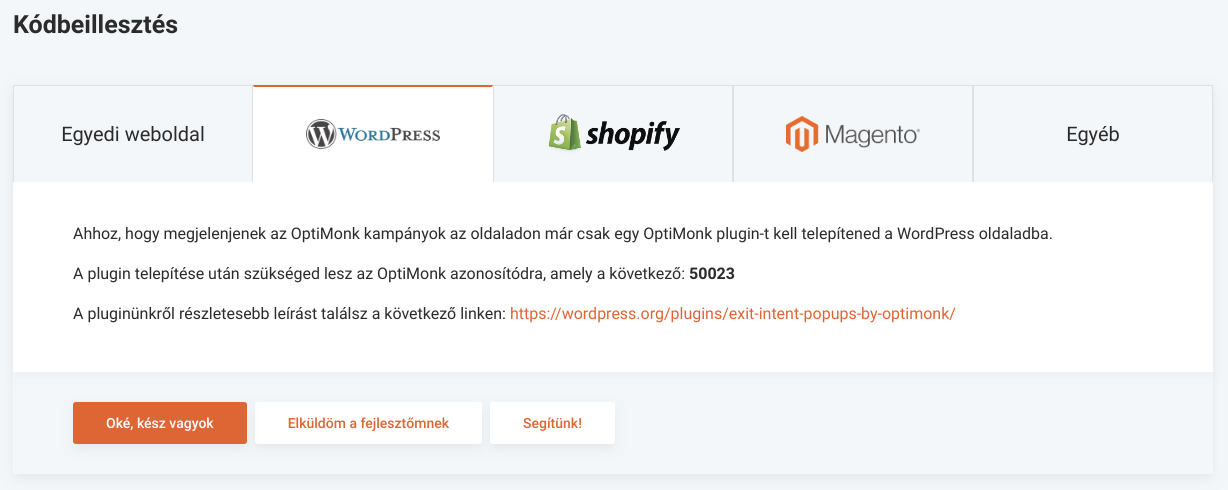 Kódbeillesztés
Egyedi weboldal
WORDPRESS
shopify
Magento
Egyéb
Ahhoz, hogy megjelenjenek az OptiMonk kampányok az oldaladon már csak egy OptiMonk plugin-t kell telepítened a WordPress oldaladba.
A plugin telepítése után szükséged lesz az OptiMonk azonosítódra, amely a következő: 50023
A pluginünkről részletesebb leírást találsz a következő linken: https://wordpress.org/plugins/exit-intent-popups-by-optimonk/
Oké, kész vagyok
Elküldöm a fejlesztőmnek
Segítünk!